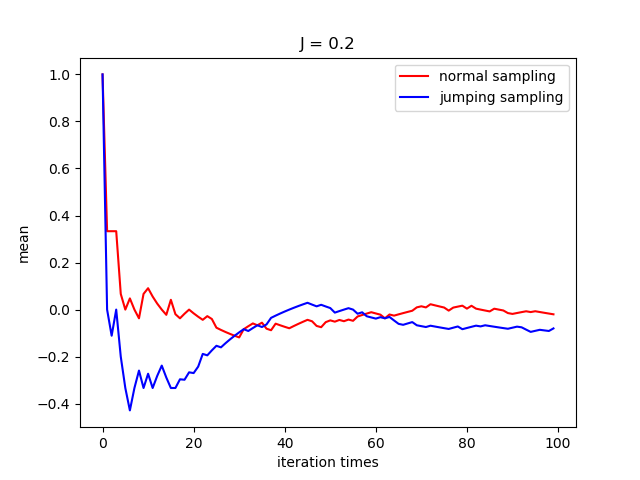 J = 0.2
normal sampling
jumping sampling
mean
1.0
0.8
0.6
0.4
0.2
0.0
−0.2
−0.4
0 20 40 60 80 100
iteration times